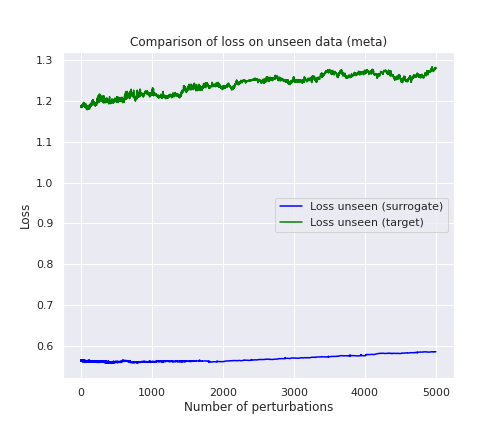 Comparison of loss on unseen data (meta)
1.3
1.2
1.1
1.0
0.9
0.8
0.7
0.6
Loss
Loss unseen (surrogate)
Loss unseen (target)
0 1000 2000 3000 4000 5000
Number of perturbations